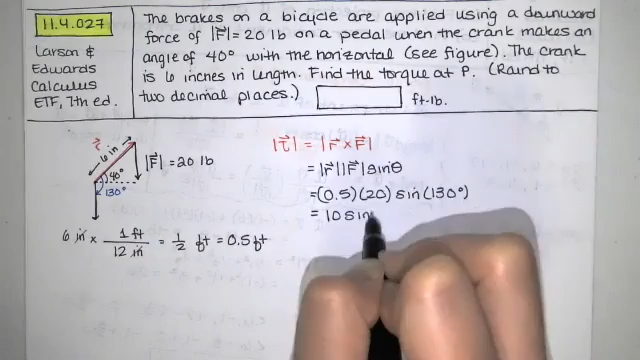 11.4.027
Larson &
Edwards
Calculus
ETF, 7th ed.
The brakes on a bicycle are applied using a downward
force of |F⃗| = 20 lb on a pedal when the crank makes an
angle of 40° with the horizontal (see figure). The crank
is 6 inches in length. Find the torque at P. (Round to
two decimal places.) ft-lb.
τ⃗
6 in
40°
130°
|F⃗| = 20 lb
6 in × 1 ft / 12 in = 1/2 ft = 0.5 ft
|τ⃗| = |r⃗ × F⃗|
= |r⃗||F⃗| sinθ
= (0.5)(20) sin(130°)
= 10 sin